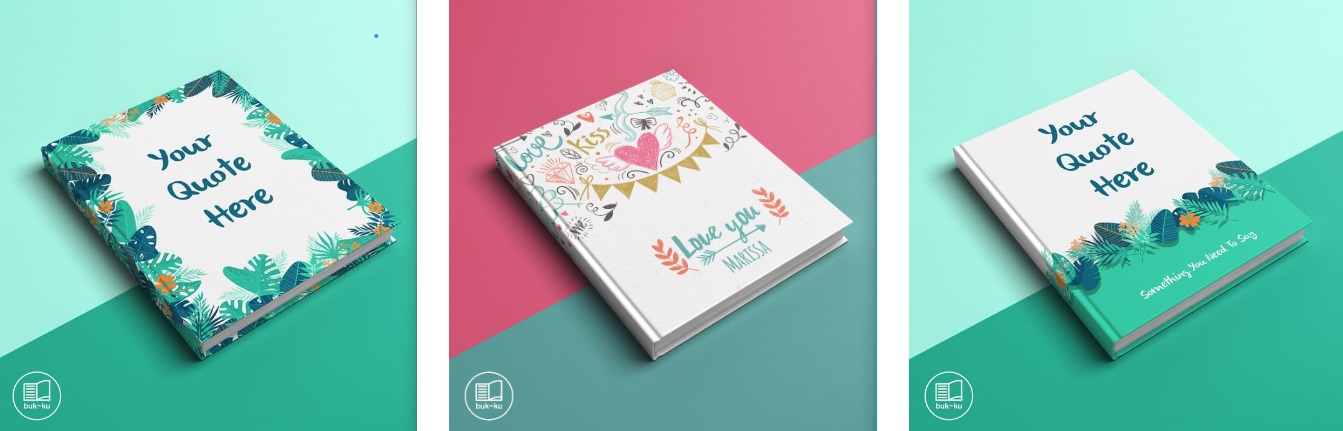 Your
Quote
Here
buk~ku
Love
kiss
Love you
MARISSA
buk~ku
Your
Quote
Here
Something You Need To Say
buk~ku